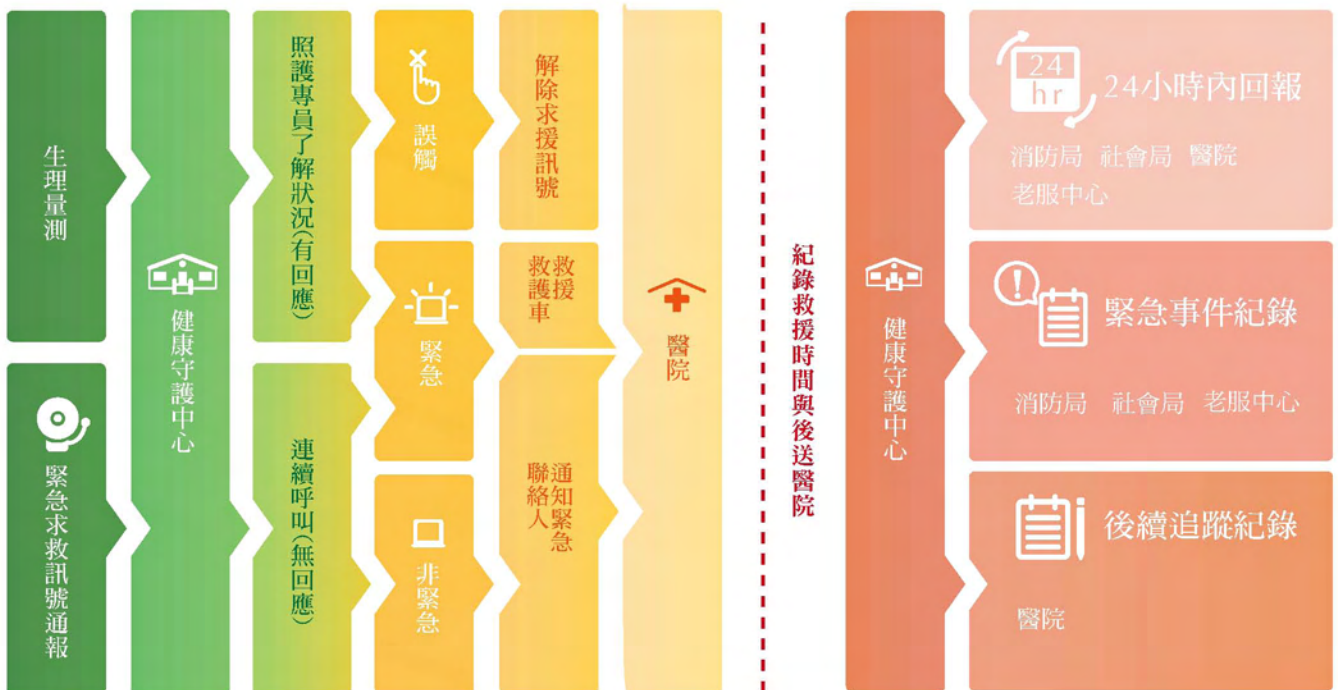 生理量測
緊急求救訊號通報
健康守護中心
照護專員了解狀況(有回應)
連續呼叫(無回應)
誤觸
緊急
非緊急
解除求援訊號
救援
救護車
通知緊急
聯絡人
醫院
紀錄救援時間與後送醫院
健康守護中心
24
hr
24小時內回報
消防局 社會局 醫院
老服中心
緊急事件紀錄
消防局 社會局 老服中心
後續追蹤紀錄
醫院